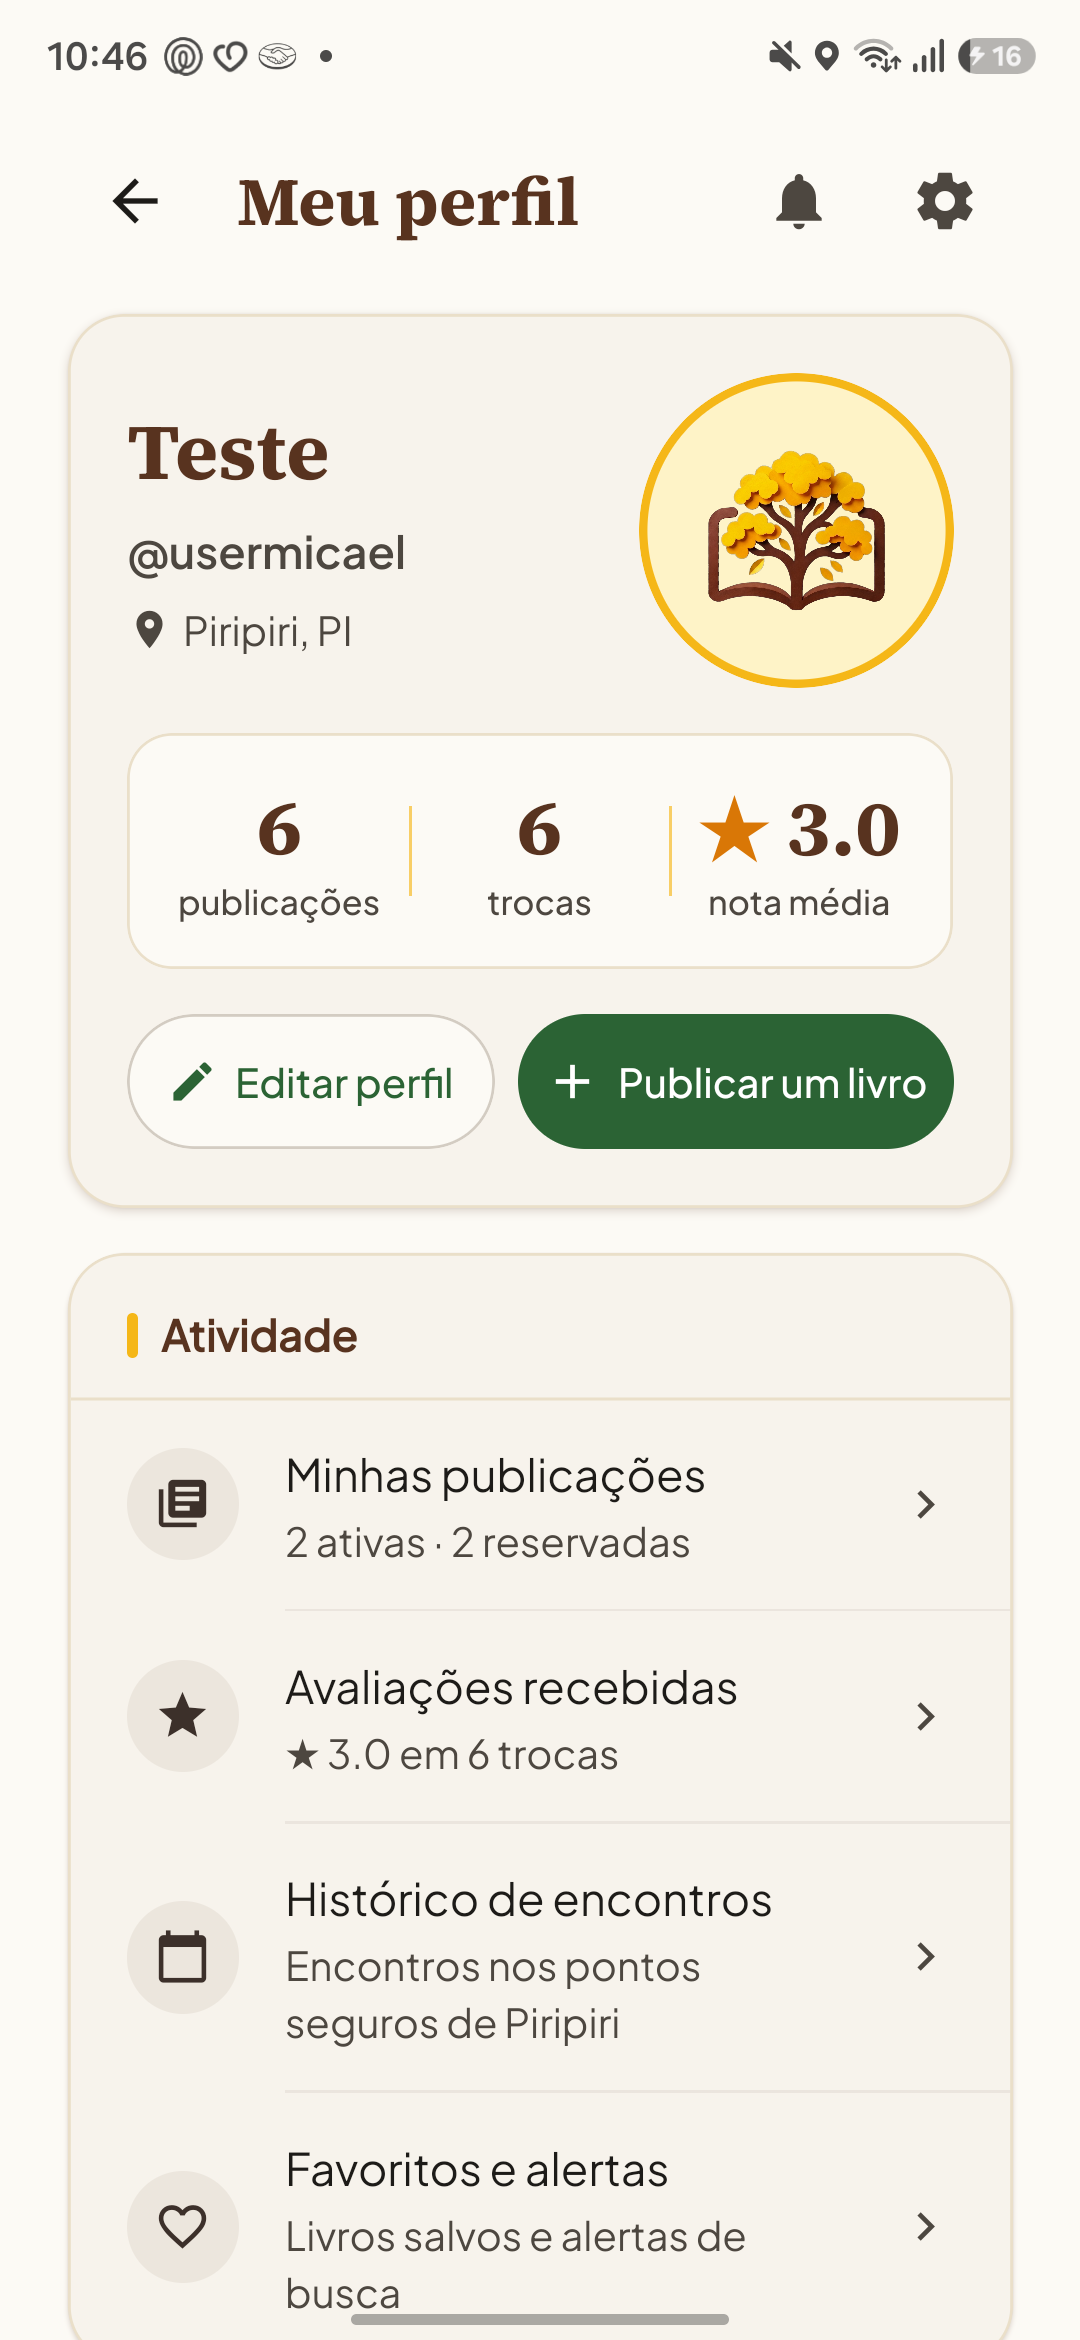 10:46
16
Meu perfil
Teste
@usermicael
Piripiri, PI
6
6
★ 3.0
publicações
trocas
nota média
Editar perfil
+ Publicar um livro
Atividade
Minhas publicações
2 ativas · 2 reservadas
Avaliações recebidas
★ 3.0 em 6 trocas
Histórico de encontros
Encontros nos pontos
seguros de Piripiri
Favoritos e alertas
Livros salvos e alertas de
busca